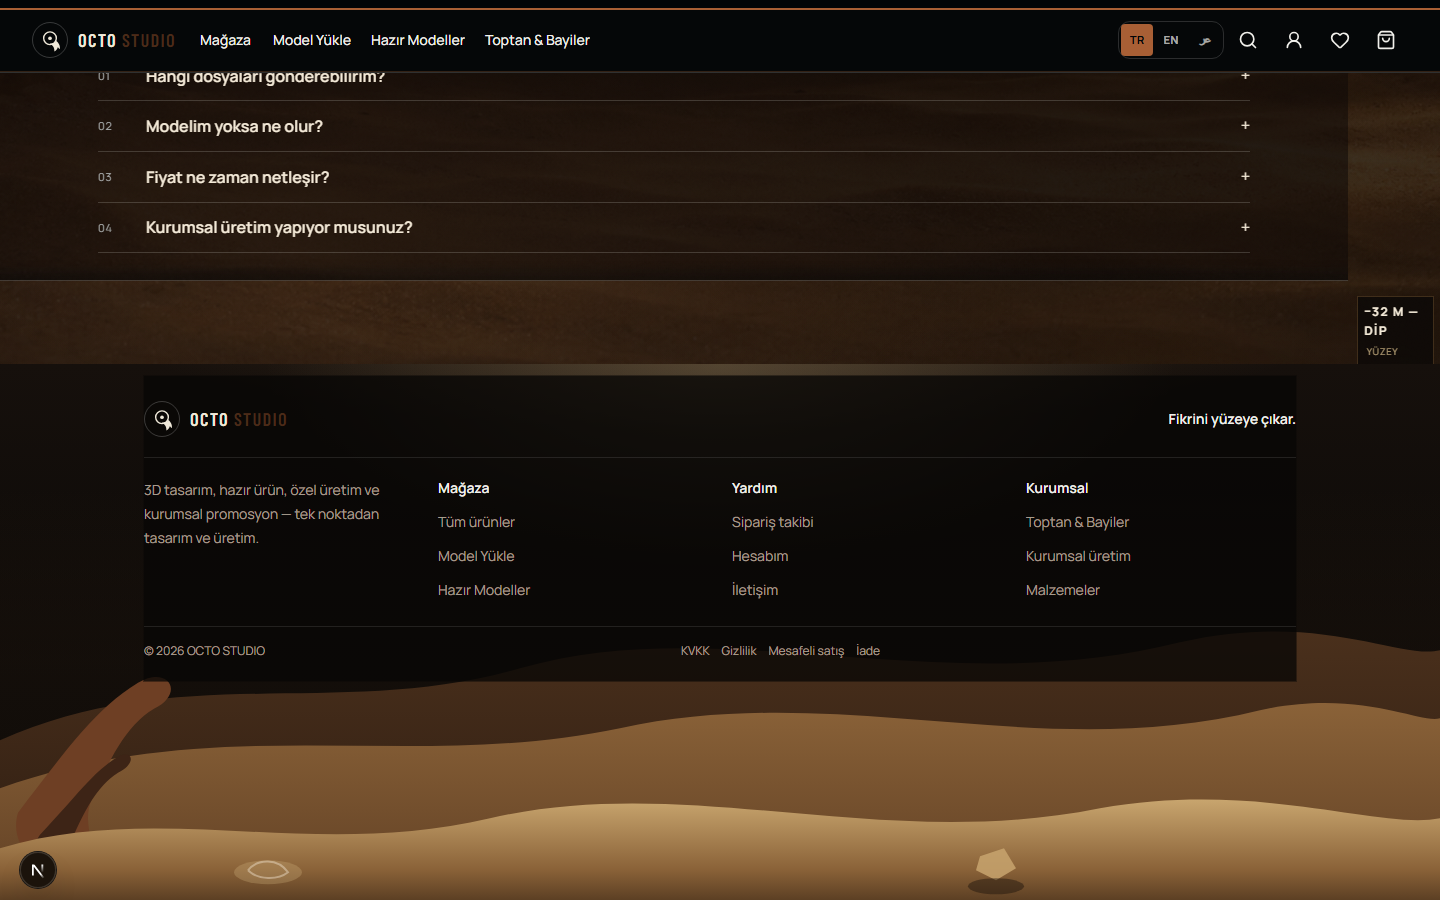 OCTO STUDIO
Mağaza
Model Yükle
Hazır Modeller
Toptan & Bayiler
TR
EN
01 Hangi dosyaları gönderebilirim? +
02 Modelim yoksa ne olur? +
03 Fiyat ne zaman netleşir? +
04 Kurumsal üretim yapıyor musunuz? +
−32 M —
DİP
YÜZEY
OCTO STUDIO
Fikrini yüzeye çıkar.
3D tasarım, hazır ürün, özel üretim ve
kurumsal promosyon — tek noktadan
tasarım ve üretim.
Mağaza
Tüm ürünler
Model Yükle
Hazır Modeller
Yardım
Sipariş takibi
Hesabım
İletişim
Kurumsal
Toptan & Bayiler
Kurumsal üretim
Malzemeler
© 2026 OCTO STUDIO
KVKK Gizlilik Mesafeli satış İade
N